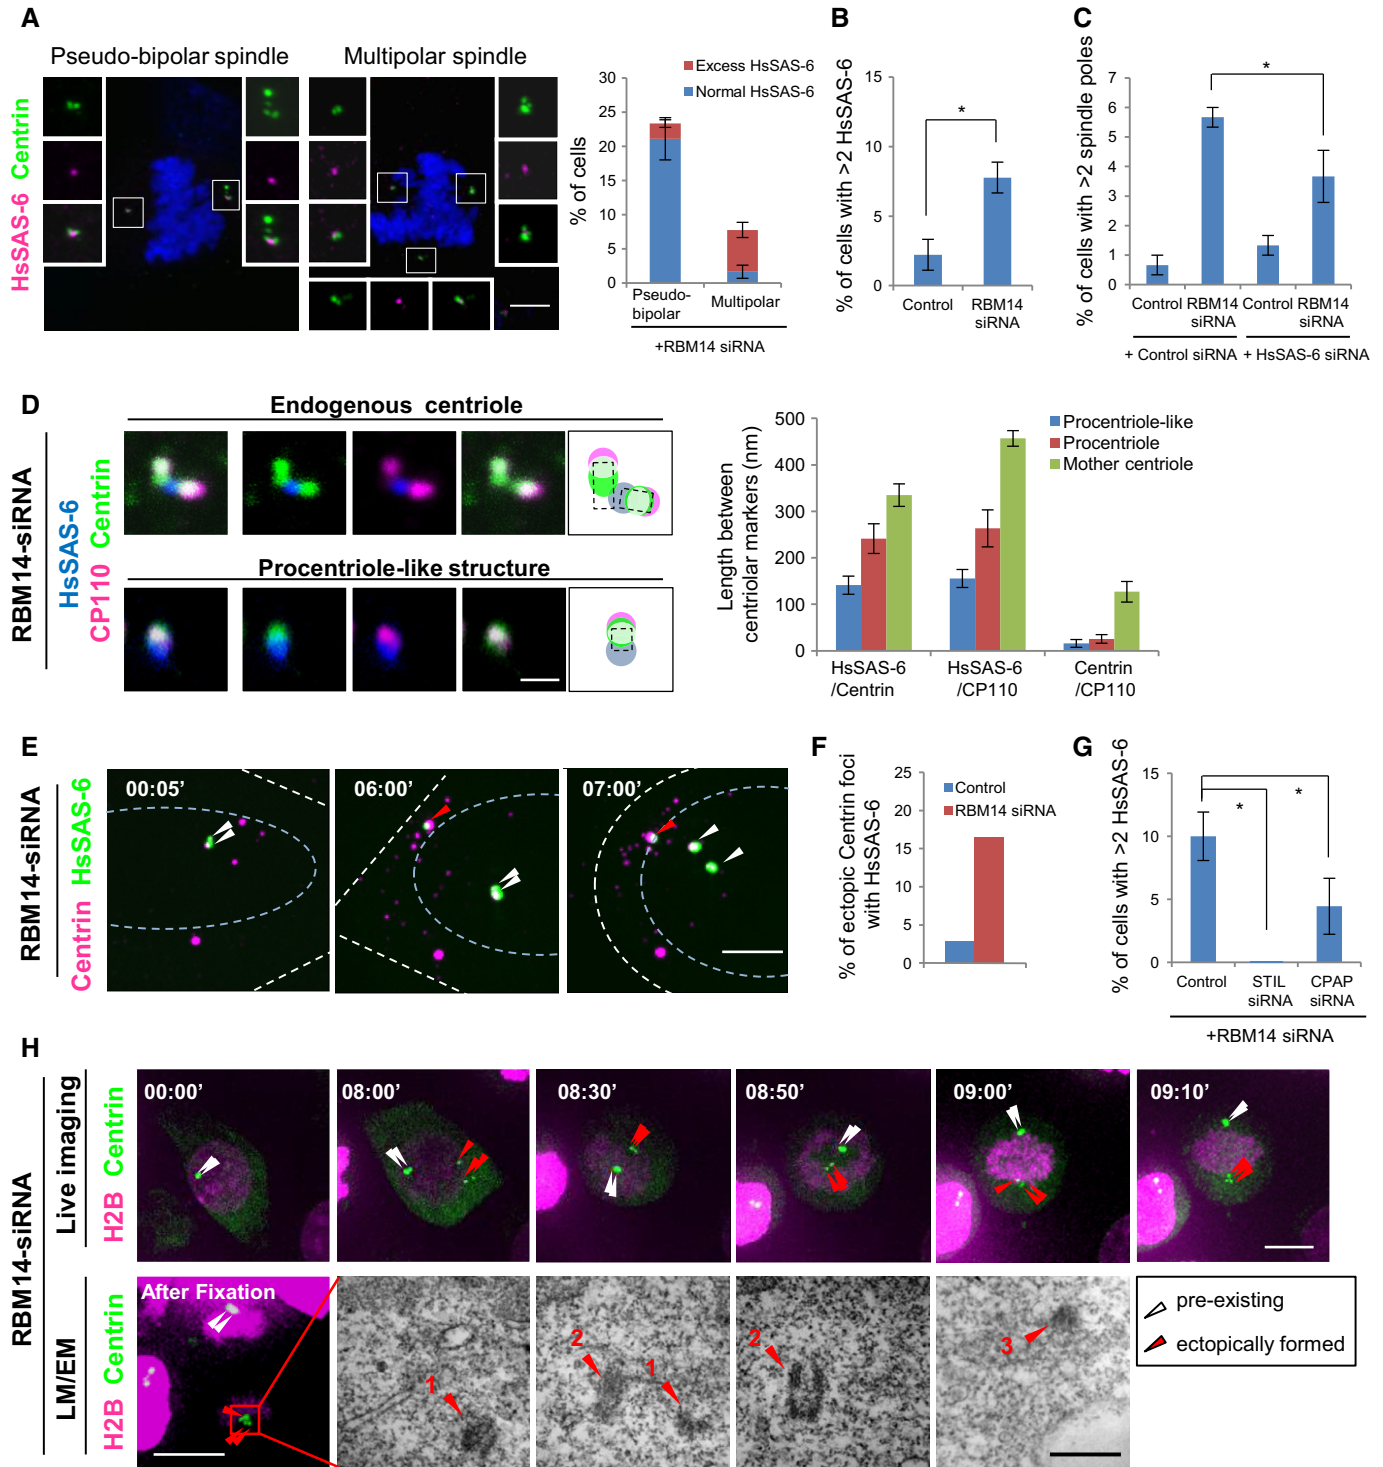 A
Pseudo-bipolar spindle
Multipolar spindle
HsSAS-6 Centrin
% of cells
30
25
20
15
10
5
0
Excess HsSAS-6
Normal HsSAS-6
Pseudo-
bipolar
Multipolar
+RBM14 siRNA
B
% of cells with >2 HsSAS-6
15
10
5
0
*
Control
RBM14
siRNA
C
% of cells with >2 spindle poles
7
6
5
4
3
2
1
0
*
Control RBM14 Control RBM14
siRNA siRNA
+ Control siRNA + HsSAS-6 siRNA
D
RBM14-siRNA
HsSAS-6
CP110 Centrin
Endogenous centriole
Procentriole-like structure
Length between
centriolar markers (nm)
500
400
300
200
100
0
Procentriole-like
Procentriole
Mother centriole
HsSAS-6
/Centrin
HsSAS-6
/CP110
Centrin
/CP110
E
RBM14-siRNA
Centrin HsSAS-6
00:05’
06:00’
07:00’
F
% of ectopic Centrin foci
with HsSAS-6
25
20
15
10
5
0
Control
RBM14 siRNA
G
% of cells with >2 HsSAS-6
15
10
5
0
*
*
Control
STIL
siRNA
CPAP
siRNA
+RBM14 siRNA
H
RBM14-siRNA
Live imaging
H2B Centrin
00:00’
08:00’
08:30’
08:50’
09:00’
09:10’
LM/EM
H2B Centrin
After Fixation
1
2
1
2
3
pre-existing
ectopically formed